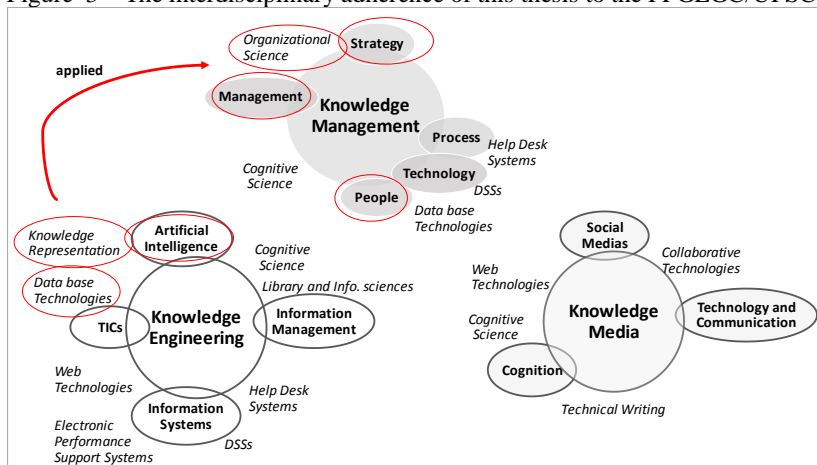 Figure 3 – The interdisciplinary adherence of this thesis to the PPGEGC/UFSC
Organizational
Science
Strategy
applied
Management
Knowledge
Management
Process
Help Desk
Systems
Cognitive
Science
Technology
DSSs
People
Data base
Technologies
Knowledge
Representation
Artificial
Intelligence
Data base
Technologies
Cognitive
Science
Library and Info. sciences
TICs
Knowledge
Engineering
Information
Management
Web
Technologies
Help Desk
Systems
Information
Systems
Electronic
Performance
Support Systems
DSSs
Social
Medias
Collaborative
Technologies
Web
Technologies
Knowledge
Media
Technology and
Communication
Cognitive
Science
Cognition
Technical Writing